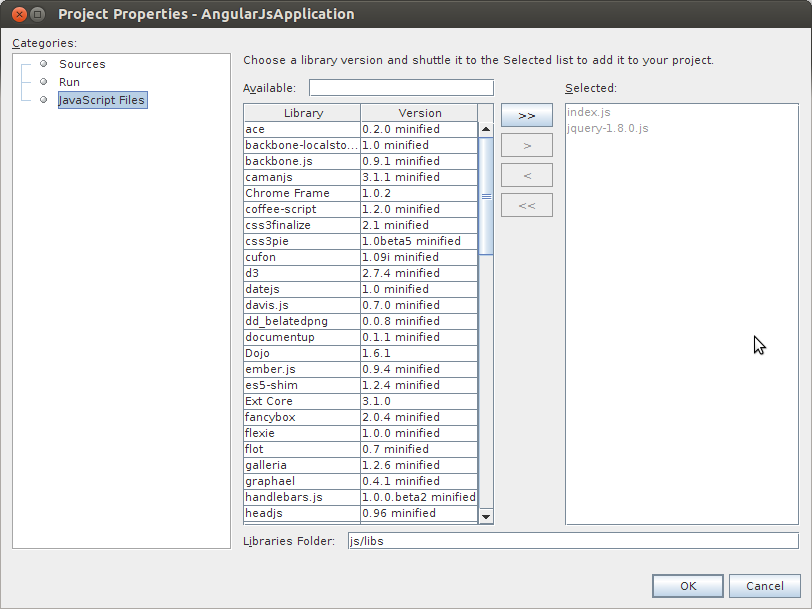 Project Properties - AngularJsApplication
Categories:
Sources
Run
JavaScript Files
Choose a library version and shuttle it to the Selected list to add it to your project.
Available:
Selected:
Library Version
ace 0.2.0 minified
backbone-localsto... 1.0 minified
backbone.js 0.9.1 minified
camanjs 3.1.1 minified
Chrome Frame 1.0.2
coffee-script 1.2.0 minified
css3finalize 2.1 minified
css3pie 1.0beta5 minified
cufon 1.09i minified
d3 2.7.4 minified
datejs 1.0 minified
davis.js 0.7.0 minified
dd_belatedpng 0.0.8 minified
documentup 0.1.1 minified
Dojo 1.6.1
ember.js 0.9.4 minified
es5-shim 1.2.4 minified
Ext Core 3.1.0
fancybox 2.0.4 minified
flexie 1.0.0 minified
flot 0.7 minified
galleria 1.2.6 minified
graphael 0.4.1 minified
handlebars.js 1.0.0.beta2 minified
headjs 0.96 minified
>>
>
<
<<
index.js
jquery-1.8.0.js
Libraries Folder: js/libs
OK Cancel